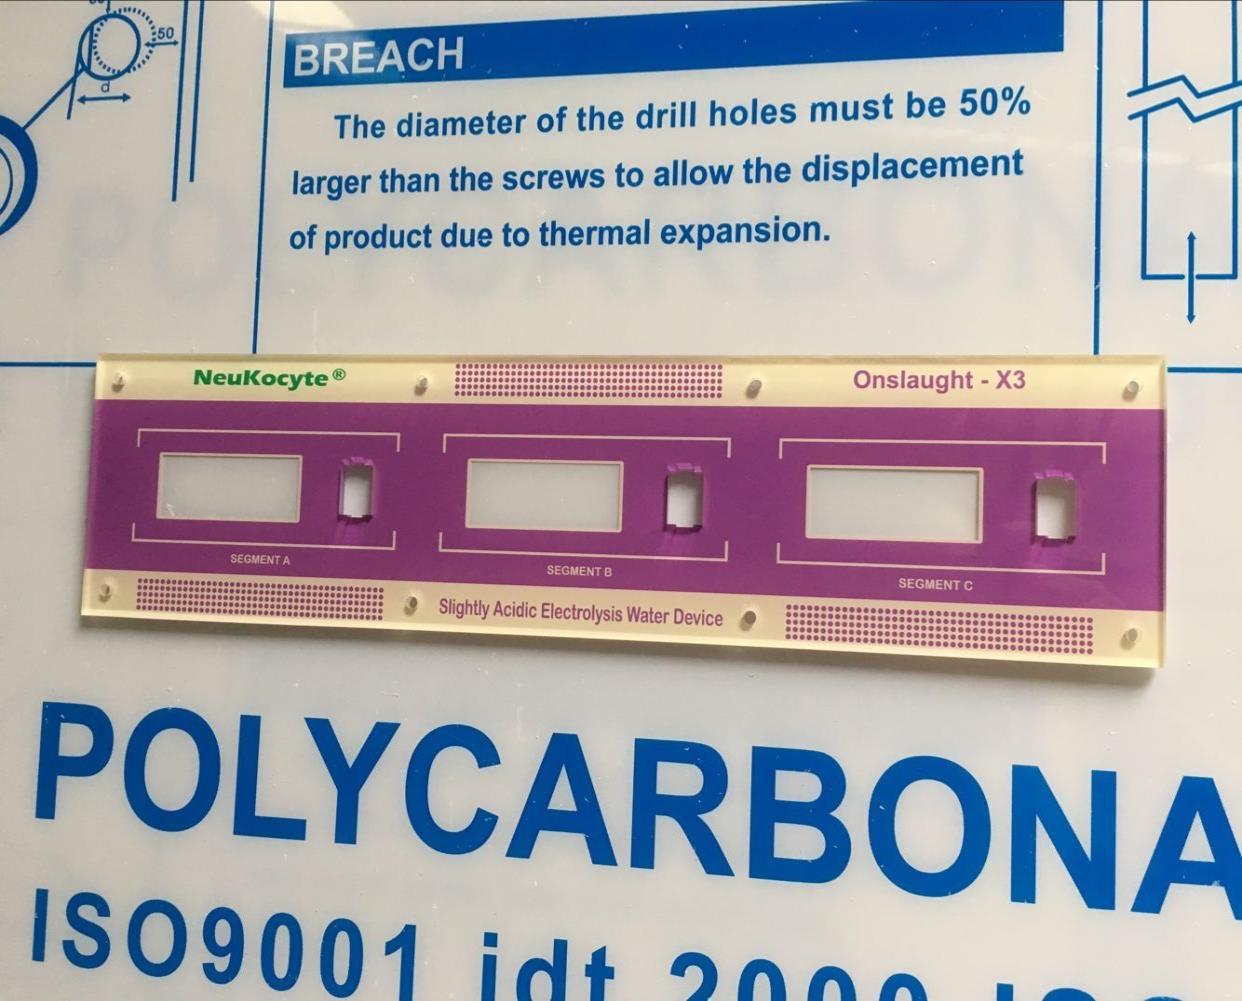 50
d
BREACH
The diameter of the drill holes must be 50%
larger than the screws to allow the displacement
of product due to thermal expansion.
NeuKocyte®
Onslaught - X3
SEGMENT A
SEGMENT B
SEGMENT C
Slightly Acidic Electrolysis Water Device
POLYCARBONA
ISO9001 idt 2000 ISO